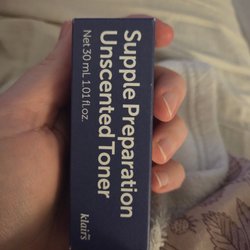 Supple Preparation
Unscented Toner
Net 30 mL 1.01 fl.oz.
klairs